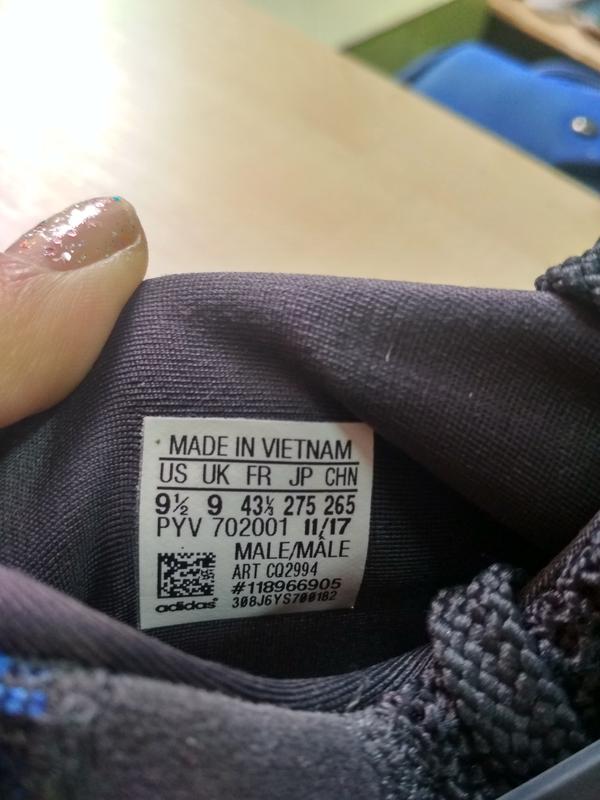 MADE IN VIETNAM
US UK FR JP CHN
9½ 9 43⅓ 275 265
PYV 702001 11/17
MALE/MÂLE
ART CQ2994
#118966905
adidas® 308J6YS700182